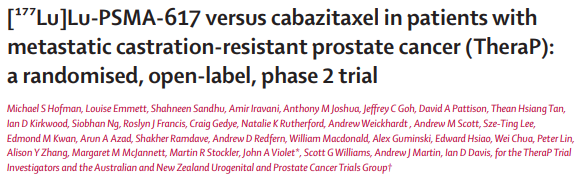 [¹⁷⁷Lu]Lu-PSMA-617 versus cabazitaxel in patients with
metastatic castration-resistant prostate cancer (TheraP):
a randomised, open-label, phase 2 trial
Michael S Hofman, Louise Emmett, Shahneen Sandhu, Amir Iravani, Anthony M Joshua, Jeffrey C Goh, David A Pattison, Thean Hsiang Tan,
Ian D Kirkwood, Siobhan Ng, Roslyn J Francis, Craig Gedye, Natalie K Rutherford, Andrew Weickhardt , Andrew M Scott, Sze-Ting Lee,
Edmond M Kwan, Arun A Azad, Shakher Ramdave, Andrew D Redfern, William Macdonald, Alex Guminski, Edward Hsiao, Wei Chua, Peter Lin,
Alison Y Zhang, Margaret M McJannett, Martin R Stockler, John A Violet*, Scott G Williams, Andrew J Martin, Ian D Davis, for the TheraP Trial
Investigators and the Australian and New Zealand Urogenital and Prostate Cancer Trials Group†